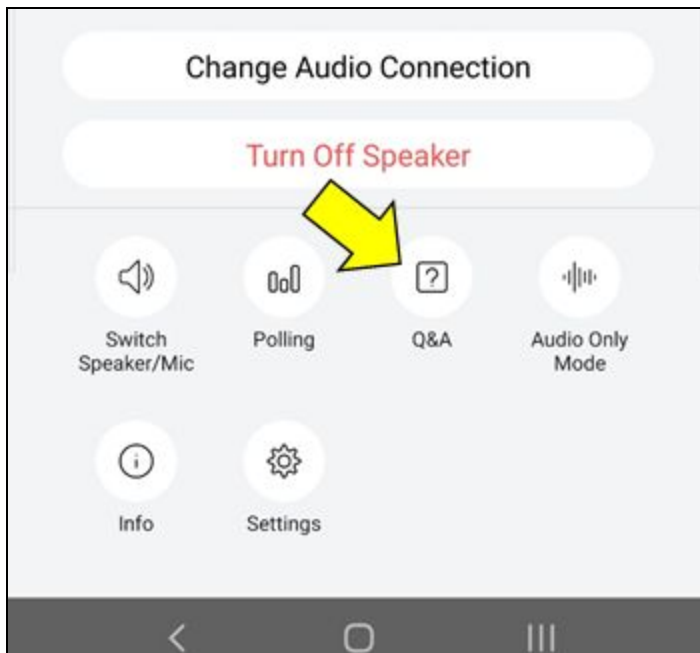 Change Audio Connection
Turn Off Speaker
Switch
Speaker/Mic
Polling
Q&A
Audio Only
Mode
Info
Settings